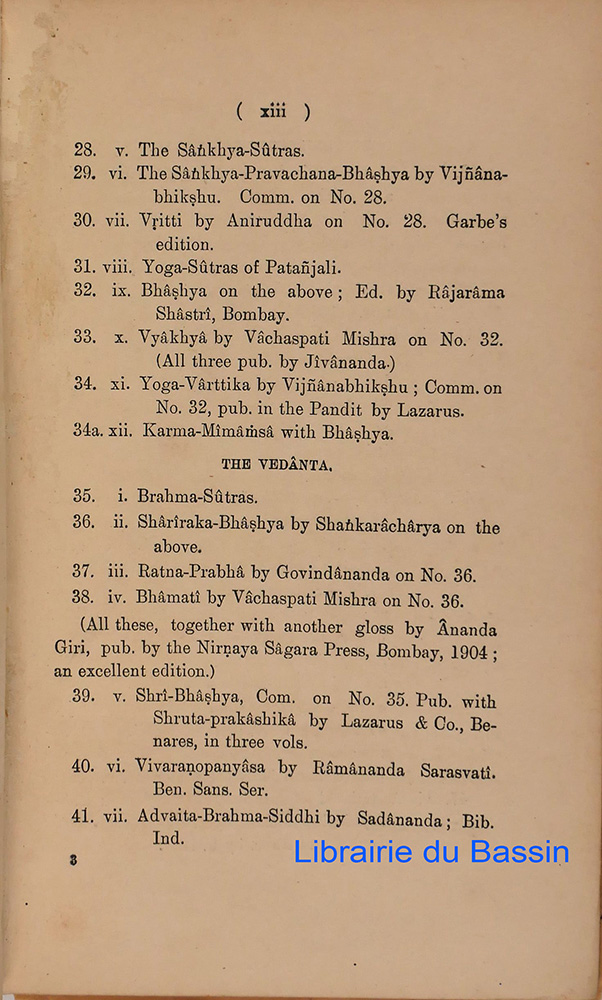 ( xiii )
28. v. The Sâṅkhya-Sûtras.
29. vi. The Sâṅkhya-Pravachana-Bhâṣhya by Vijñâna-
bhikṣhu. Comm. on No. 28.
30. vii. Vṛitti by Aniruddha on No. 28. Garbe's
edition.
31. viii. Yoga-Sûtras of Patañjali.
32. ix. Bhâṣhya on the above ; Ed. by Râjarâma
Shâstrî, Bombay.
33. x. Vyâkhyâ by Vâchaspati Mishra on No. 32.
(All three pub. by Jîvânanda.)
34. xi. Yoga-Vârttika by Vijñânabhikṣhu ; Comm. on
No. 32, pub. in the Pandit by Lazarus.
34a. xii. Karma-Mîmâṁsâ with Bhâṣhya.
THE VEDÂNTA.
35. i. Brahma-Sûtras.
36. ii. Shârîraka-Bhâṣhya by Shaṅkarâchârya on the
above.
37. iii. Ratna-Prabhâ by Govindânanda on No. 36.
38. iv. Bhâmatî by Vâchaspati Mishra on No. 36.
(All these, together with another gloss by Ânanda
Giri, pub. by the Nirṇaya Sâgara Press, Bombay, 1904 ;
an excellent edition.)
39. v. Shrî-Bhâṣhya, Com. on No. 35. Pub. with
Shruta-prakâshikâ by Lazarus & Co., Be-
nares, in three vols.
40. vi. Vivaraṇopanyâsa by Râmânanda Sarasvatî.
Ben. Sans. Ser.
41. vii. Advaita-Brahma-Siddhi by Sadânanda ; Bib.
Ind.
3
Librairie du Bassin